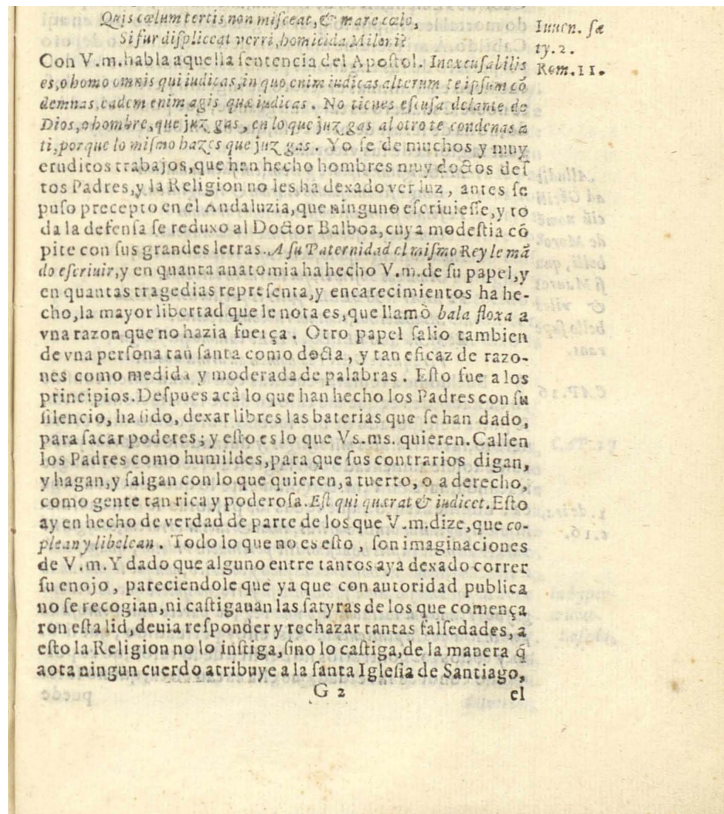 Quis cœlum tertis non misceat, & mare cœlo,
Si fur displiceat verri, homicida Miloni?
Iuuen. sa
ty. 2.
Con V.m. habla aquella sentencia del Apostol. Inexcusabilis
Rom. 11.
es, o homo omnis qui iudicas, in quo enim iudicas alterum te ipsum cõ
demnas, eadem enim agis quæ iudicas. No tienes escusa delante de
Dios, o hombre, que juzgas, en lo que juzgas al otro te condenas a
ti, porque lo mismo hazes que juzgas. Yo se de muchos y muy
eruditos trabajos, que han hecho hombres muy doctos des
tos Padres, y la Religion no les ha dexado ver luz, antes se
puso precepto en el Andaluzia, que ninguno escriuiesse, y to
da la defensa se reduxo al Doctor Balboa, cuya modestia cõ
pite con sus grandes letras. A su Paternidad el mismo Rey le mã
do escriuir, y en quanta anatomia ha hecho V.m. de su papel, y
en quantas tragedias representa, y encarecimientos ha he-
cho, la mayor libertad que le nota es, que llamò bala floxa a
vna razon que no hazia fuerça. Otro papel salio tambien
de vna persona tan santa como docta, y tan eficaz de razo-
nes como medida y moderada de palabras. Esto fue a los
principios. Despues acà lo que han hecho los Padres con su
silencio, ha sido, dexar libres las baterias que se han dado,
para sacar poderes; y esto es lo que Vs.ms. quieren. Callen
los Padres como humildes, para que sus contrarios digan,
y hagan, y salgan con lo que quieren, a tuerto, o a derecho,
como gente tan rica y poderosa. Est qui quærat & iudicet. Esto
ay en hecho de verdad de parte de los que V.m. dize, que co-
plean y libelean. Todo lo que no es esto, son imaginaciones
de V.m. Y dado que alguno entre tantos aya dexado correr
su enojo, pareciendole que ya que con autoridad publica
no se recogian, ni castigauan las satyras de los que comença
ron esta lid, deuia responder y rechazar tantas falsedades, a
esto la Religion no lo instiga, sino lo castiga, de la manera q̃
aota ningun cuerdo atribuye a la santa Iglesia de Santiago,
G 2 el